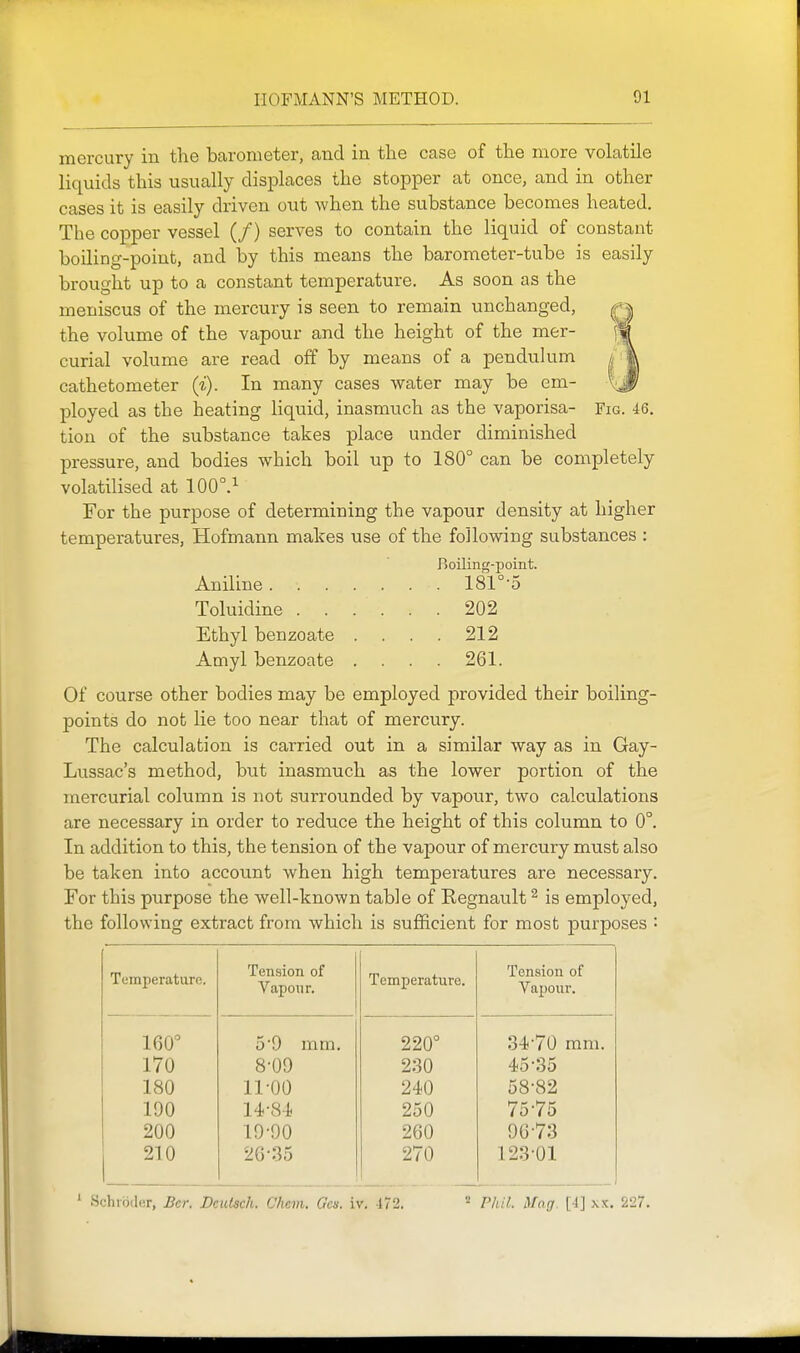 HOFMANN'S METHOD. 91
mercury in the barometer, and in the case of the more volatile
liquids this usually displaces the stopper at once, and in other
cases it is easily driven out when the substance becomes heated.
The copper vessel (f) serves to contain the liquid of constant
boiling-point, and by this means the barometer-tube is easily
brought up to a constant temperature. As soon as the
meniscus of the mercury is seen to remain unchanged,
the volume of the vapour and the height of the mer-
curial volume are read off by means of a pendulum
cathetometer (i). In many cases water may be em-
ployed as the heating liquid, inasmuch as the vaporisa- FIG. 46.
tion of the substance takes place under diminished
pressure, and bodies which boil up to 180° can be completely
volatilised at 100°.¹
For the purpose of determining the vapour density at higher
temperatures, Hofmann makes use of the following substances :
Boiling-point.
Aniline . . . . . . . . 181°·5
Toluidine . . . . . . 202
Ethyl benzoate . . . . 212
Amyl benzoate . . . . 261.
Of course other bodies may be employed provided their boiling-
points do not lie too near that of mercury.
The calculation is carried out in a similar way as in Gay-
Lussac's method, but inasmuch as the lower portion of the
mercurial column is not surrounded by vapour, two calculations
are necessary in order to reduce the height of this column to 0°.
In addition to this, the tension of the vapour of mercury must also
be taken into account when high temperatures are necessary.
For this purpose the well-known table of Regnault ² is employed,
the following extract from which is sufficient for most purposes :
Temperature. Tension of Vapour. Temperature. Tension of Vapour.
160° 5·9 mm. 220° 34·70 mm.
170 8·09 230 45·35
180 11·00 240 58·82
190 14·84 250 75·75
200 19·90 260 96·73
210 26·35 270 123·01
¹ Schröder, Ber. Deutsch. Chem. Ges. iv. 472. ² Phil. Mag. [4] xx. 227.